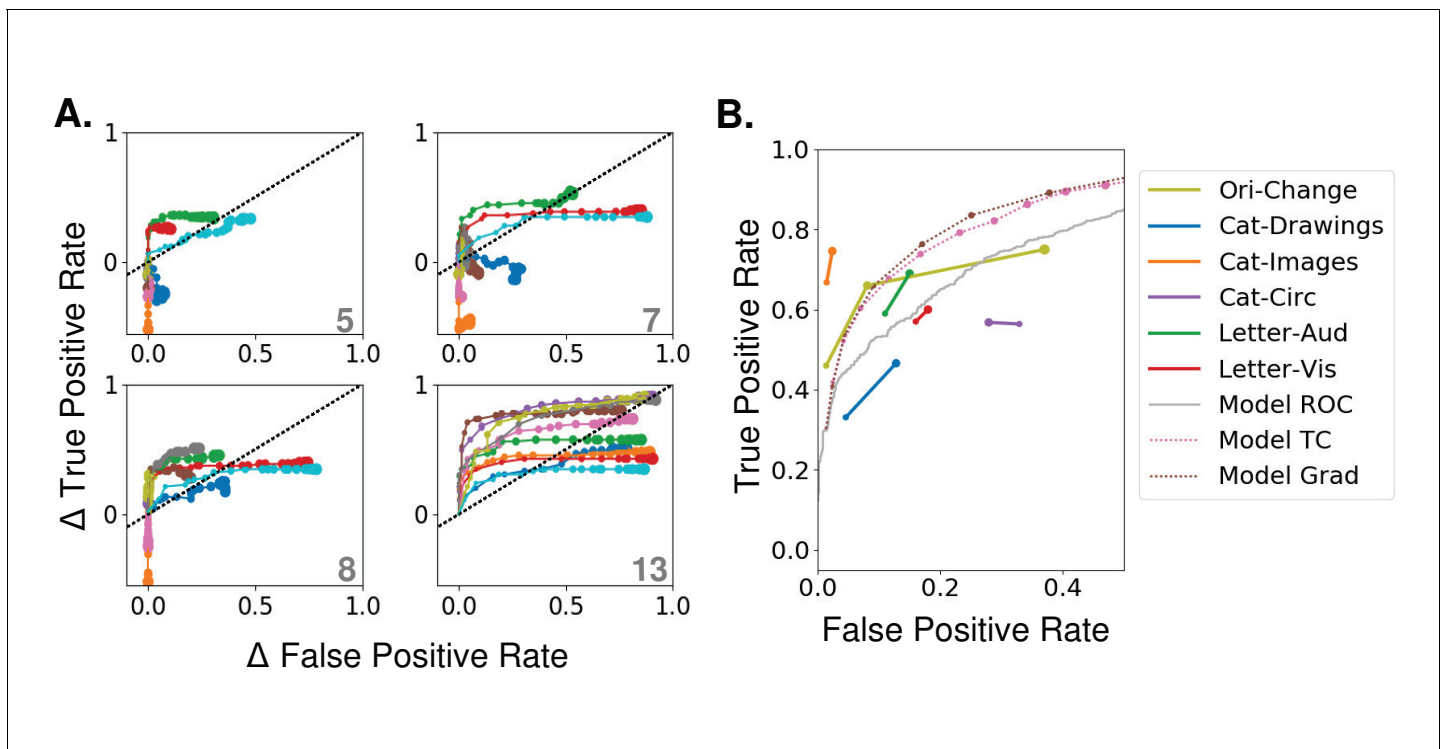 A.
B.
1
0
5
0.0 0.5 1.0
1
0
7
0.0 0.5 1.0
1
0
8
0.0 0.5 1.0
1
0
13
0.0 0.5 1.0
Δ True Positive Rate
Δ False Positive Rate
1.0
0.8
0.6
0.4
0.2
0.0
0.0 0.2 0.4
True Positive Rate
False Positive Rate
Ori-Change
Cat-Drawings
Cat-Images
Cat-Circ
Letter-Aud
Letter-Vis
Model ROC
Model TC
Model Grad